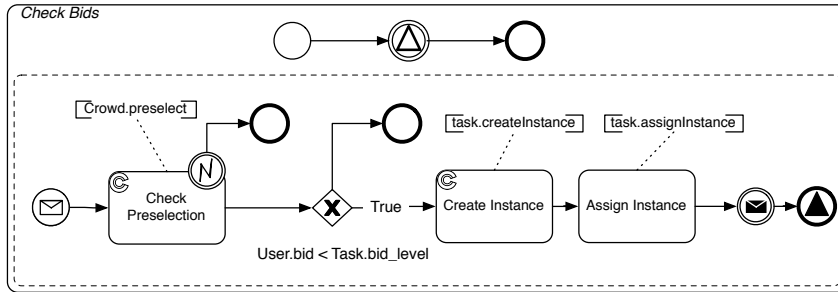 Check Bids
Crowd.preselect
task.createInstance
task.assignInstance
C
Check
Preselection
True
C
Create Instance
Assign Instance
User.bid < Task.bid_level